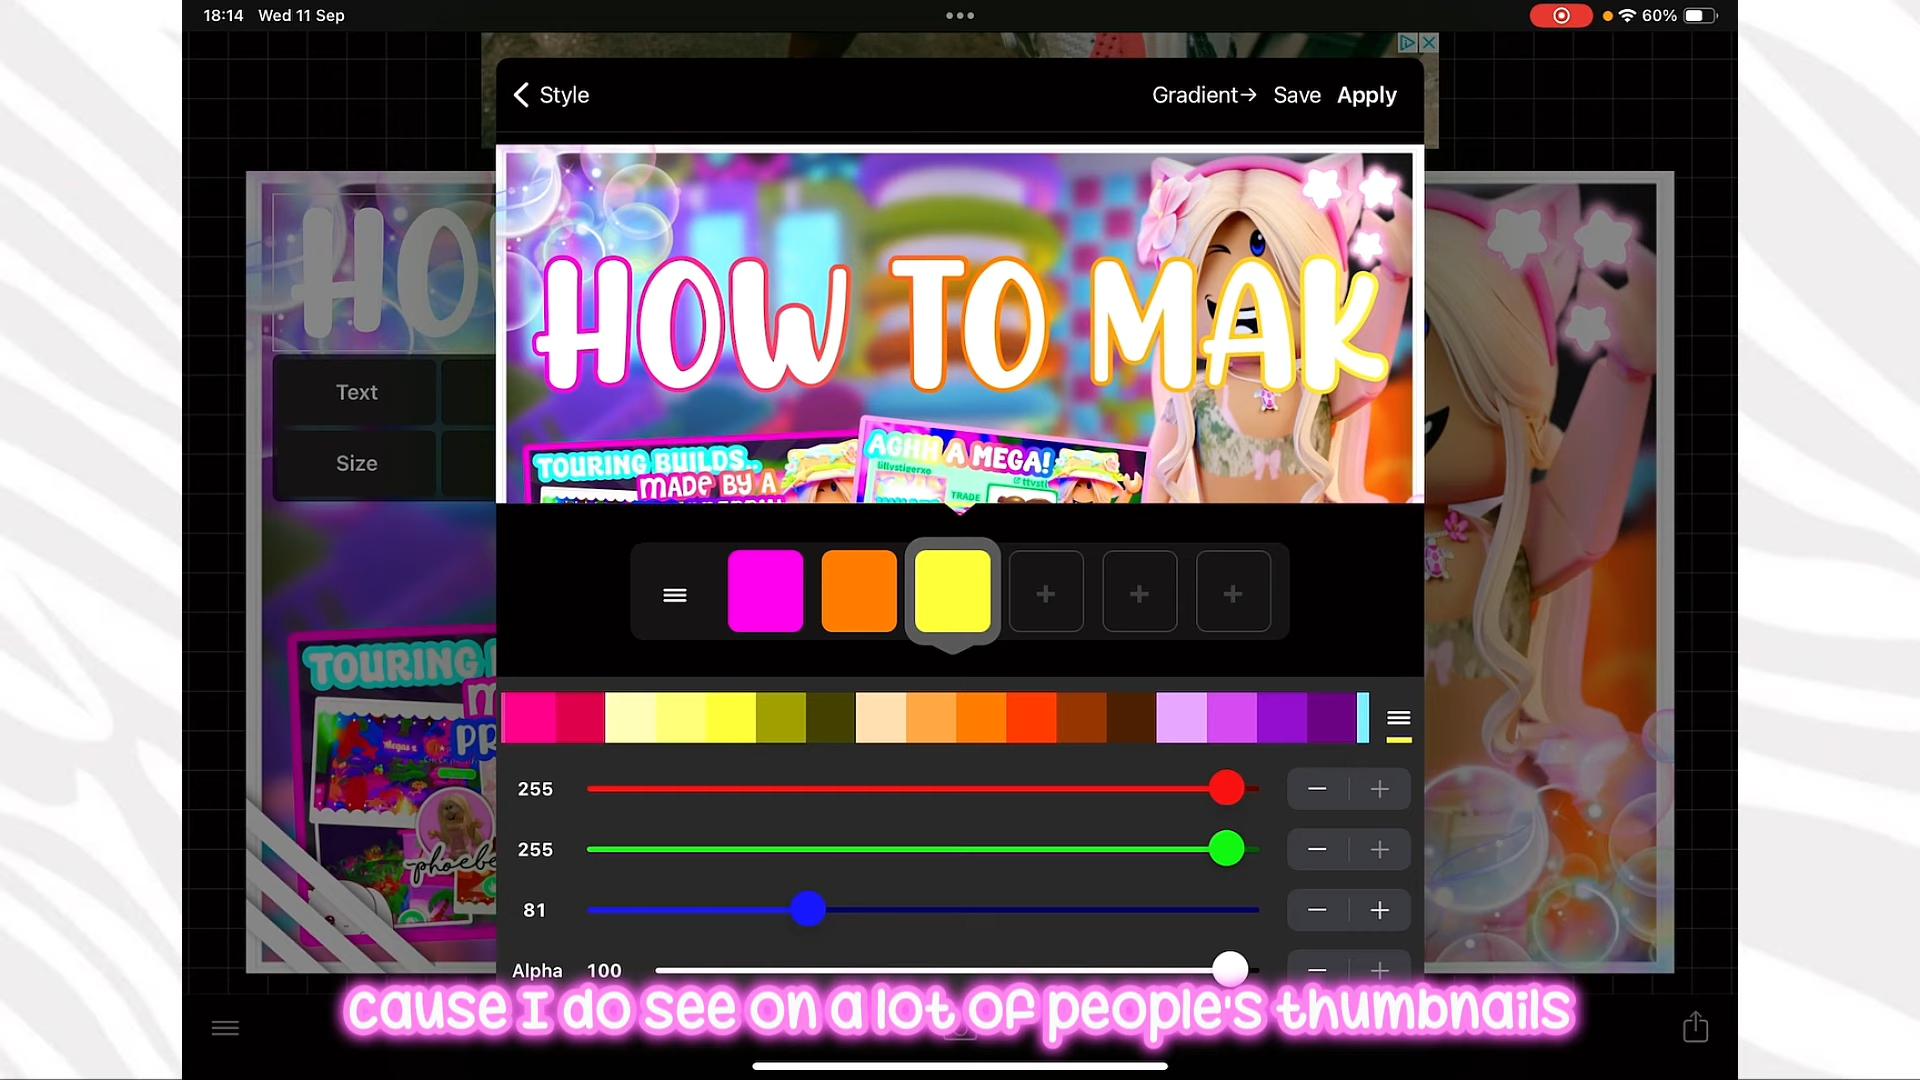 18:14 Wed 11 Sep
60%
Style
Gradient→ Save Apply
HO
HOW TO MAK
Text
Size
TOURING BUILDS..
MADE BY A
AGHH A MEGA!
lillvstigerxo
TRADE
TOURING
255
255
81
Alpha 100
cause I do see on a lot of people's thumbnails